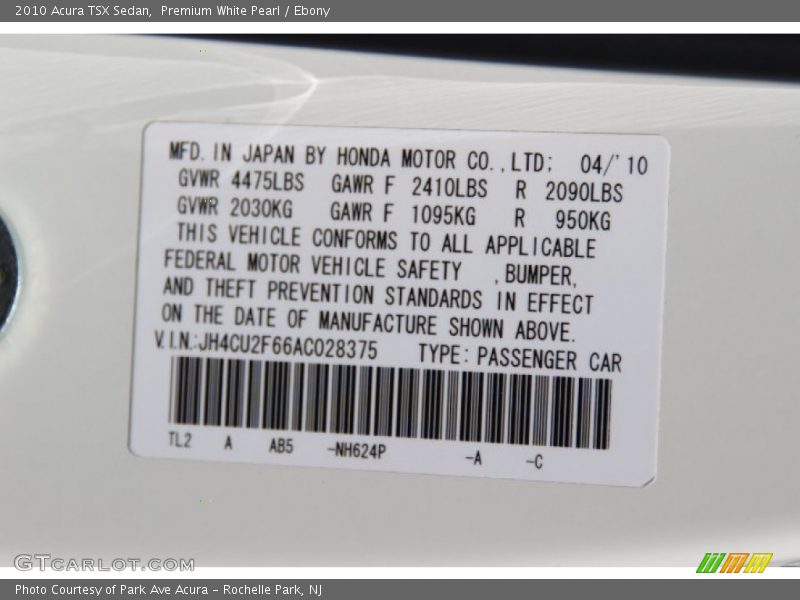 2010 Acura TSX Sedan,  Premium White Pearl / Ebony
MFD. IN JAPAN BY HONDA MOTOR CO., LTD; 04/'10
GVWR 4475LBS GAWR F 2410LBS R 2090LBS
GVWR 2030KG GAWR F 1095KG R 950KG
THIS VEHICLE CONFORMS TO ALL APPLICABLE
FEDERAL MOTOR VEHICLE SAFETY , BUMPER,
AND THEFT PREVENTION STANDARDS IN EFFECT
ON THE DATE OF MANUFACTURE SHOWN ABOVE.
V.I.N.:JH4CU2F66AC028375 TYPE: PASSENGER CAR
TL2 A AB5 -NH624P -A -C
GTCARLOT.COM
Photo Courtesy of Park Ave Acura - Rochelle Park, NJ